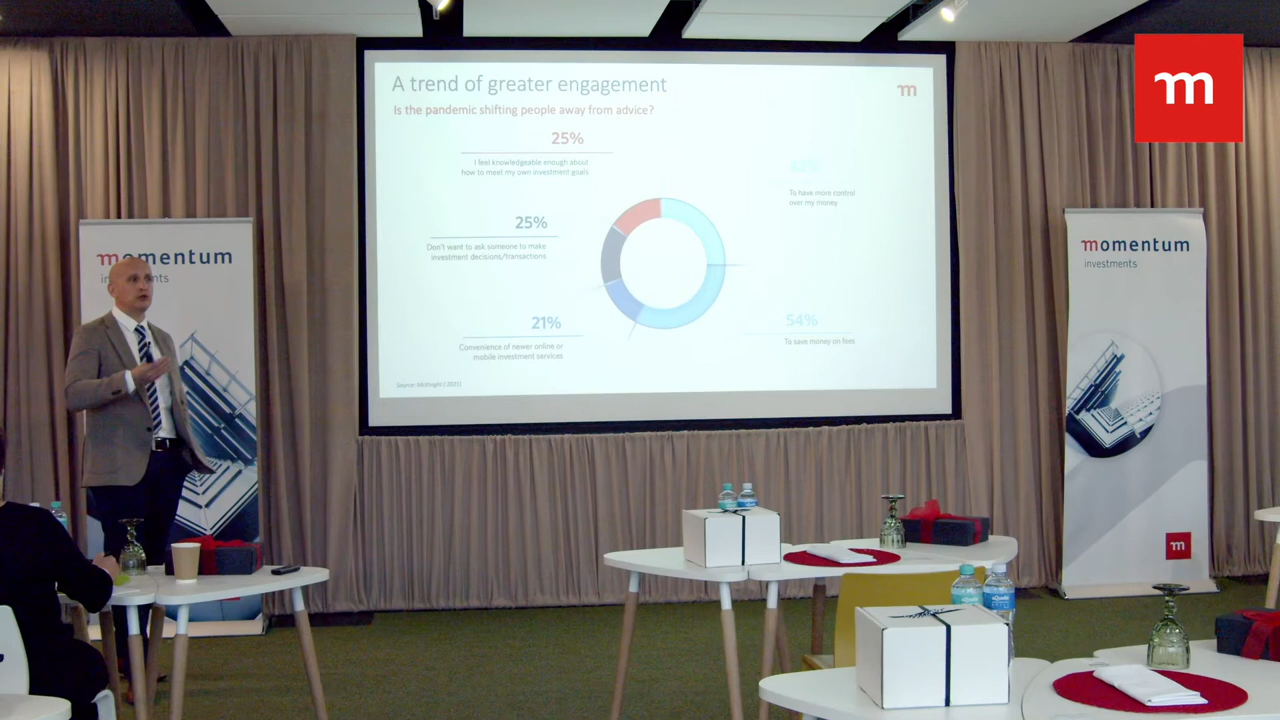 A trend of greater engagement
m
Is the pandemic shifting people away from advice?
25%
I feel knowledgeable enough about
how to meet my own investment goals
25%
Don't want to ask someone to make
investment decisions/transactions
21%
Convenience of newer online or
mobile investment services
To have more control
over my money
54%
To save money on fees
m
momentum
momentum
investments
m